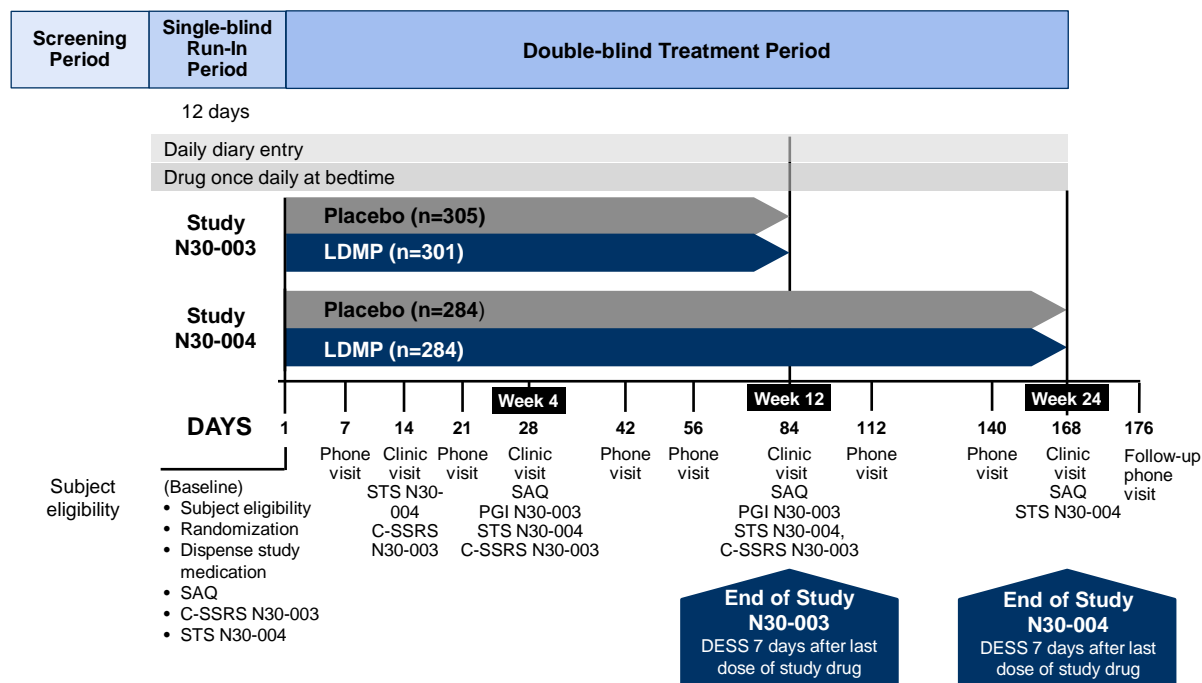 Screening
Period
Single-blind
Run-In
Period
Double-blind Treatment Period
12 days
Daily diary entry
Drug once daily at bedtime
Study
N30-003
Placebo (n=305)
LDMP (n=301)
Study
N30-004
Placebo (n=284)
LDMP (n=284)
Week 4
Week 12
Week 24
DAYS
1
7
14
21
28
42
56
84
112
140
168
176
Phone
visit
Clinic
visit
STS N30-
004
C-SSRS
N30-003
Phone
visit
Clinic
visit
SAQ
PGI N30-003
STS N30-004
C-SSRS N30-003
Phone
visit
Phone
visit
Clinic
visit
SAQ
PGI N30-003
STS N30-004,
C-SSRS N30-003
Phone
visit
Phone
visit
Clinic
visit
SAQ
STS N30-004
Follow-up
phone
visit
Subject
eligibility
(Baseline)
• Subject eligibility
• Randomization
• Dispense study
medication
• SAQ
• C-SSRS N30-003
• STS N30-004
End of Study
N30-003
DESS 7 days after last
dose of study drug
End of Study
N30-004
DESS 7 days after last
dose of study drug